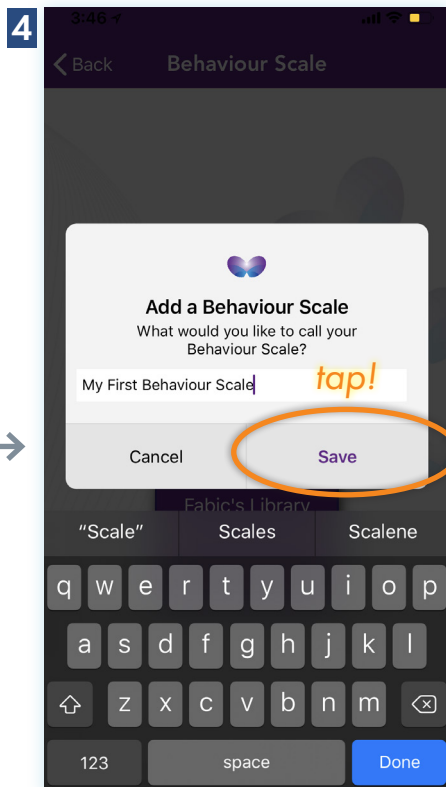 4
3:46
Back
Behaviour Scale
Add a Behaviour Scale
What would you like to call your
Behaviour Scale?
My First Behaviour Scale
tap!
Cancel
Save
Fabic's Library
“Scale”
Scales
Scalene
q w e r t y u i o p
a s d f g h j k l
z x c v b n m
123
space
Done